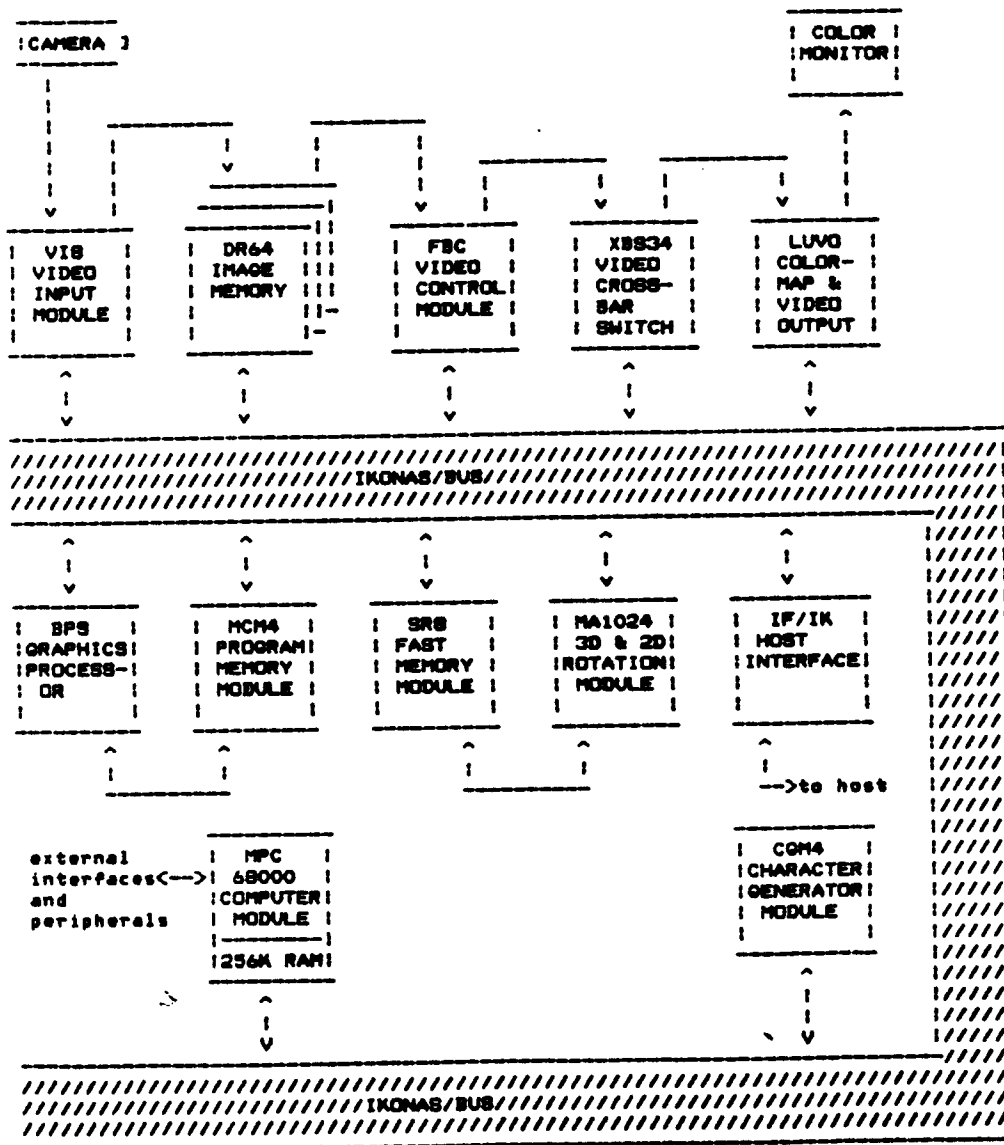 CAMERA
COLOR
MONITOR
VI8
VIDEO
INPUT
MODULE
DR64
IMAGE
MEMORY
FBC
VIDEO
CONTROL
MODULE
XBS34
VIDEO
CROSS-
BAR
SWITCH
LUVO
COLOR-
MAP &
VIDEO
OUTPUT
IKONAS/BUS
BPS
GRAPHICS
PROCESS-
OR
MCM4
PROGRAM
MEMORY
MODULE
SR8
FAST
MEMORY
MODULE
MA1024
3D & 2D
ROTATION
MODULE
IF/IK
HOST
INTERFACE
-->to host
external
interfaces<-->
and
peripherals
MPC
68000
COMPUTER
MODULE
256K RAM
CGM4
CHARACTER
GENERATOR
MODULE
IKONAS/BUS